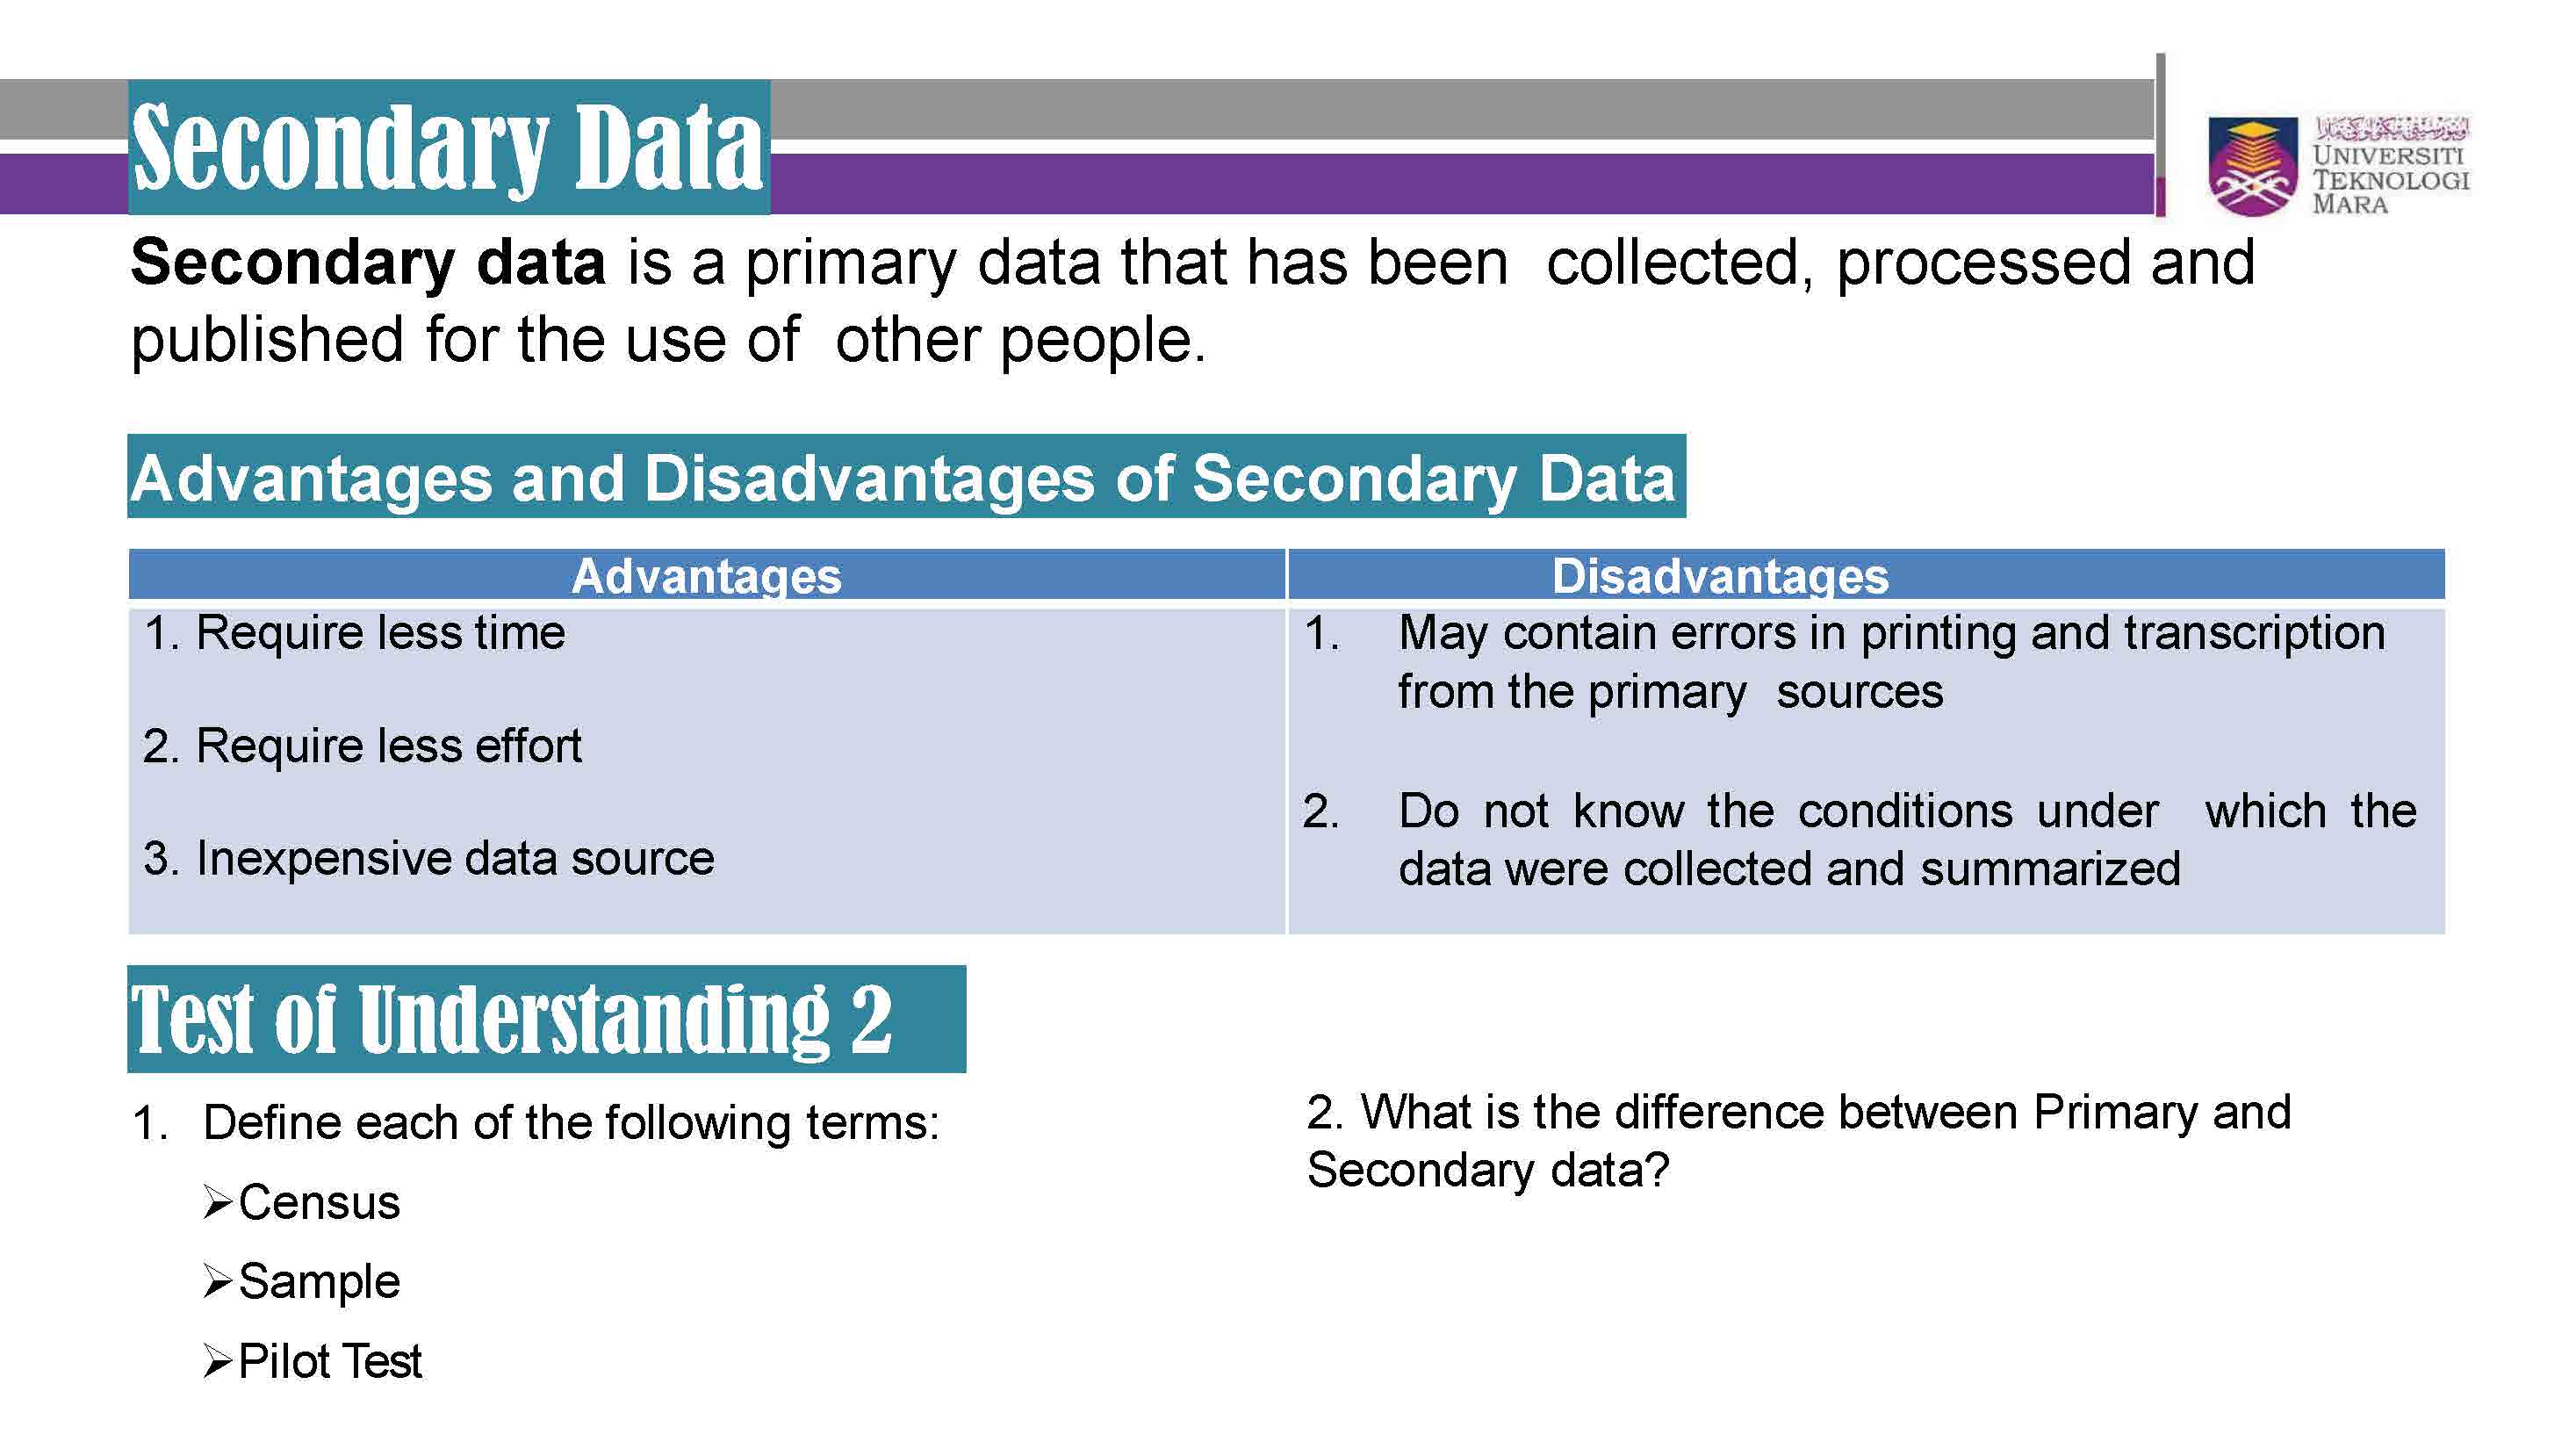 Secondary Data
UNIVERSITI
TEKNOLOGI
MARA
Secondary data is a primary data that has been collected, processed and
published for the use of other people.
Advantages and Disadvantages of Secondary Data
Advantages
Disadvantages
1. Require less time
2. Require less effort
3. Inexpensive data source
1. May contain errors in printing and transcription
from the primary sources
2. Do not know the conditions under which the
data were collected and summarized
Test of Understanding 2
1. Define each of the following terms:
➢Census
➢Sample
➢Pilot Test
2. What is the difference between Primary and
Secondary data?